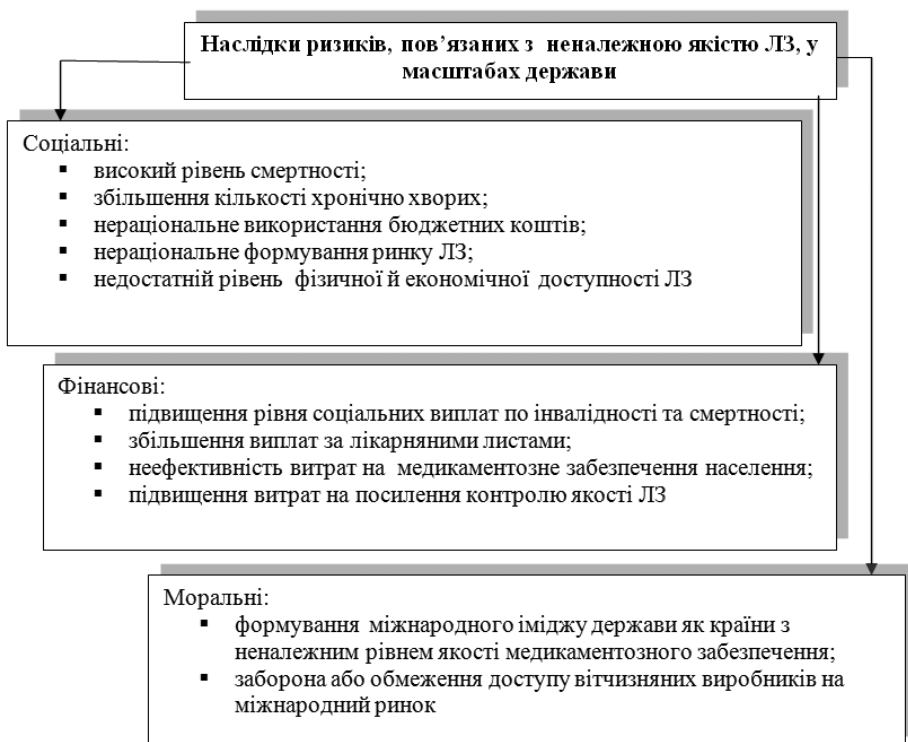 Наслідки ризиків, пов’язаних з неналежною якістю ЛЗ, у
масштабах держави
Соціальні:
▪ високий рівень смертності;
▪ збільшення кількості хронічно хворих;
▪ нераціональне використання бюджетних коштів;
▪ нераціональне формування ринку ЛЗ;
▪ недостатній рівень фізичної й економічної доступності ЛЗ
Фінансові:
▪ підвищення рівня соціальних виплат по інвалідності та смертності;
▪ збільшення виплат за лікарняними листами;
▪ неефективність витрат на медикаментозне забезпечення населення;
▪ підвищення витрат на посилення контролю якості ЛЗ
Моральні:
▪ формування міжнародного іміджу держави як країни з
неналежним рівнем якості медикаментозного забезпечення;
▪ заборона або обмеження доступу вітчизняних виробників на
міжнародний ринок